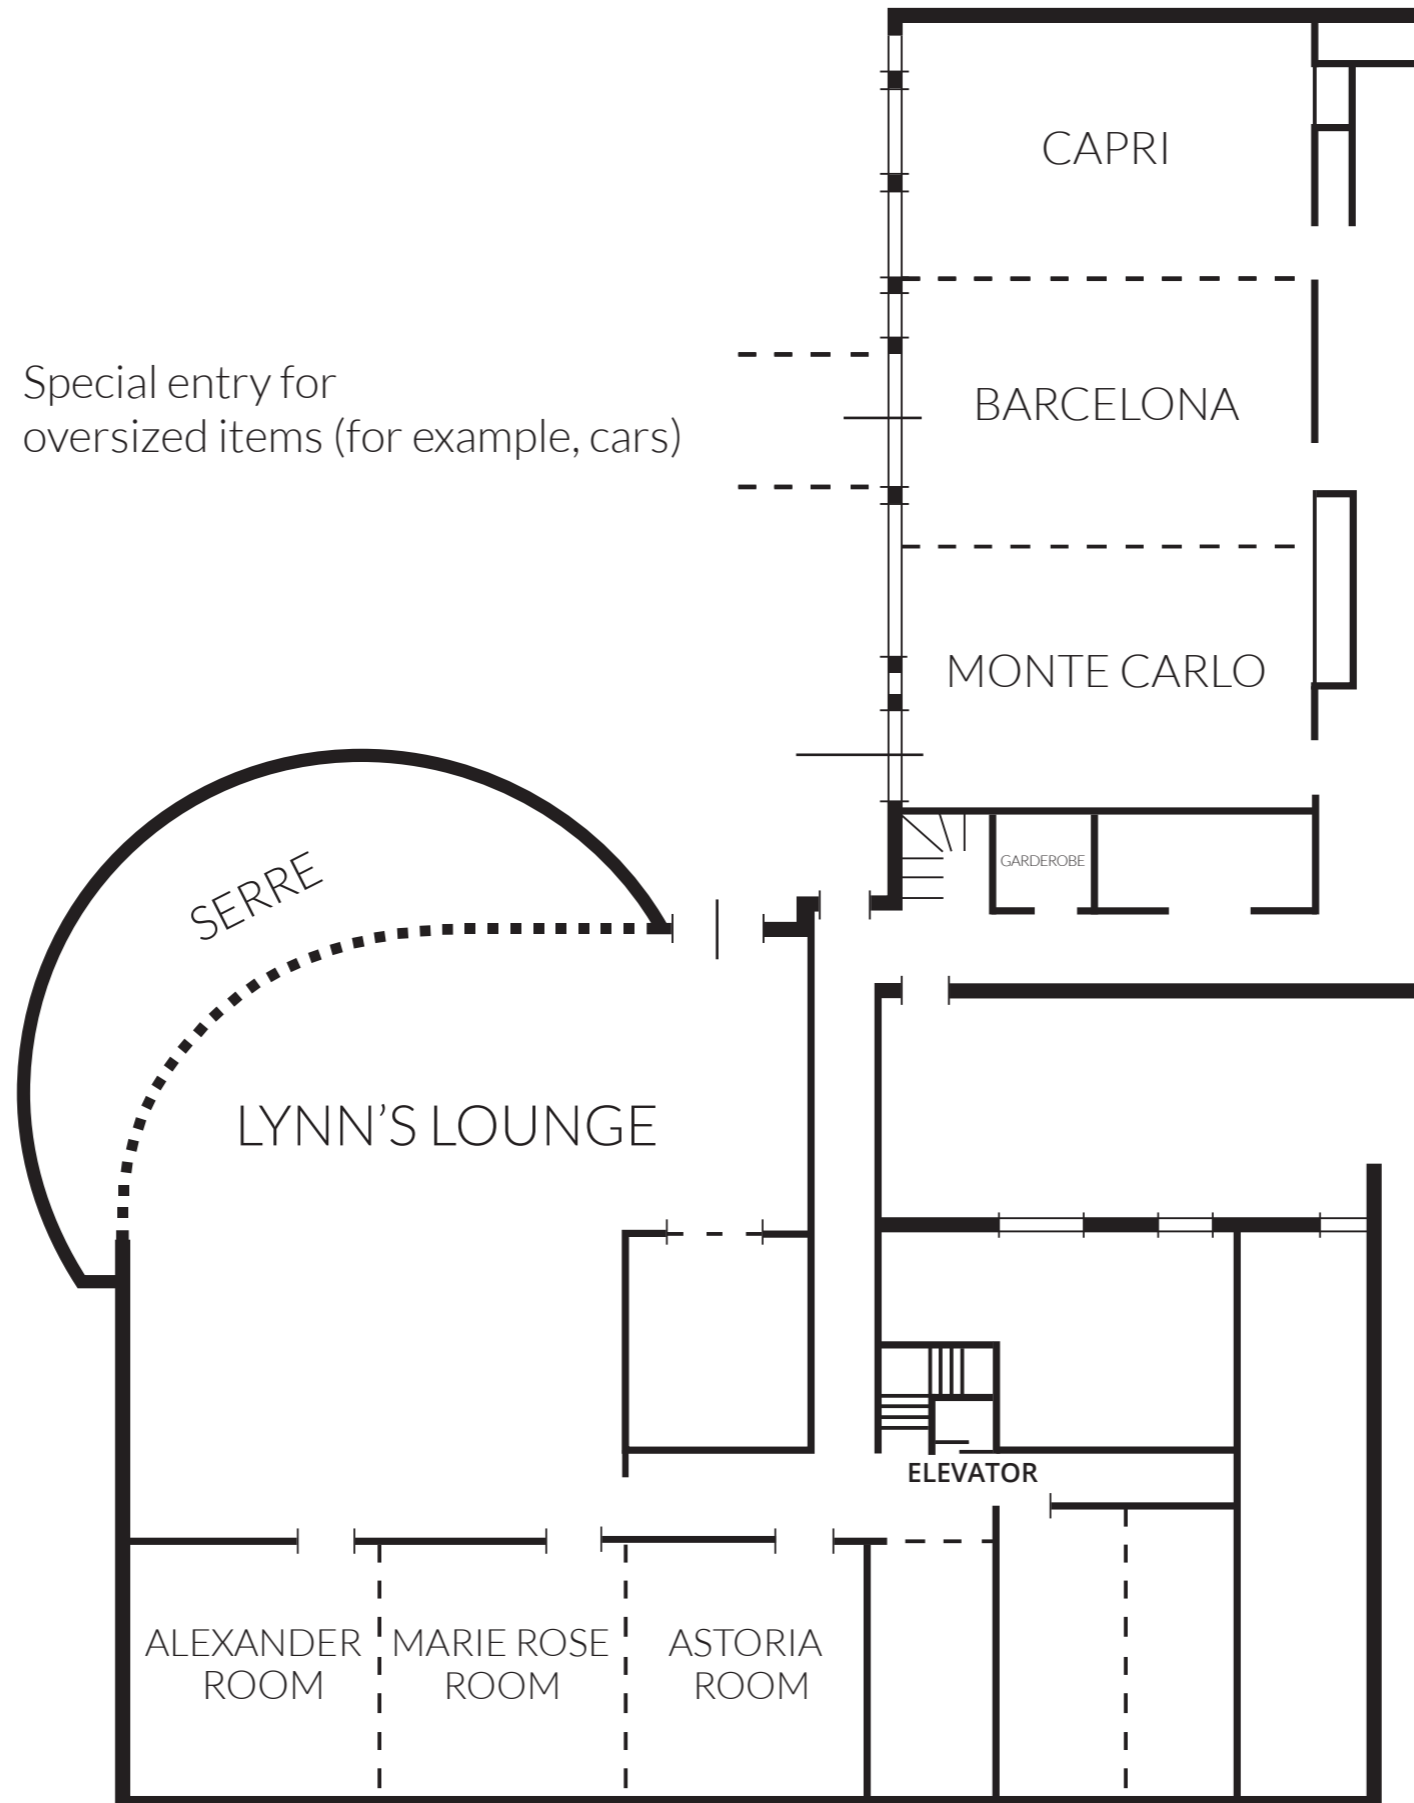 CAPRI
Special entry for
oversized items (for example, cars)
BARCELONA
MONTE CARLO
GARDEROBE
SERRE
LYNN’S LOUNGE
ELEVATOR
ALEXANDER
ROOM
MARIE ROSE
ROOM
ASTORIA
ROOM